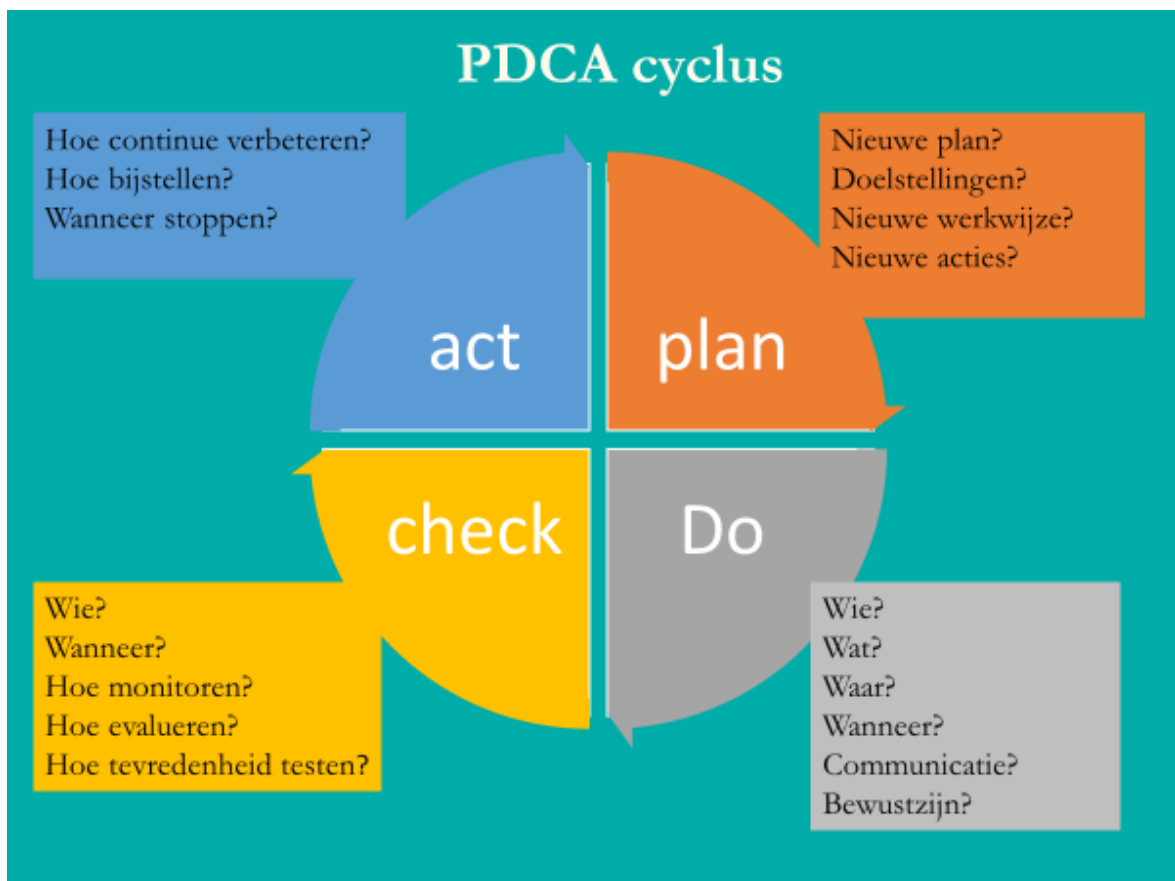 PDCA cyclus
Hoe continue verbeteren?
Hoe bijstellen?
Wanneer stoppen?
Nieuwe plan?
Doelstellingen?
Nieuwe werkwijze?
Nieuwe acties?
act
plan
check
Do
Wie?
Wanneer?
Hoe monitoren?
Hoe evalueren?
Hoe tevredenheid testen?
Wie?
Wat?
Waar?
Wanneer?
Communicatie?
Bewustzijn?